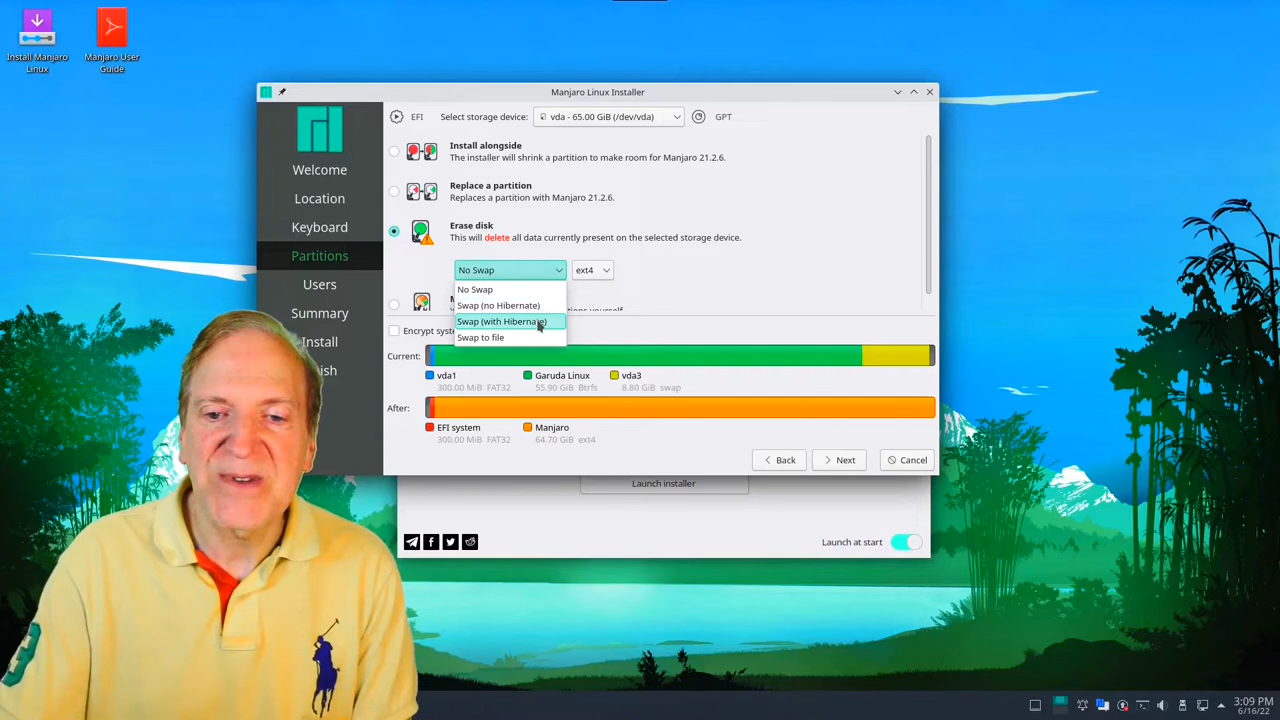 Install Manjaro
Linux
Manjaro User
Guide
Manjaro Linux Installer
Welcome
Location
Keyboard
Partitions
Users
Summary
Install
ish
EFI
Select storage device:
vda - 65.00 GiB (/dev/vda)
GPT
Install alongside
The installer will shrink a partition to make room for Manjaro 21.2.6.
Replace a partition
Replaces a partition with Manjaro 21.2.6.
Erase disk
This will delete all data currently present on the selected storage device.
No Swap
ext4
No Swap
Swap (no Hibernate)
Swap (with Hibernate)
Swap to file
Encrypt syste
Current:
vda1
300.00 MiB FAT32
Garuda Linux
55.90 GiB Btrfs
vda3
8.80 GiB swap
After:
EFI system
300.00 MiB FAT32
Manjaro
64.70 GiB ext4
Back
Next
Cancel
Launch installer
Launch at start
3
3:09 PM
6/16/22